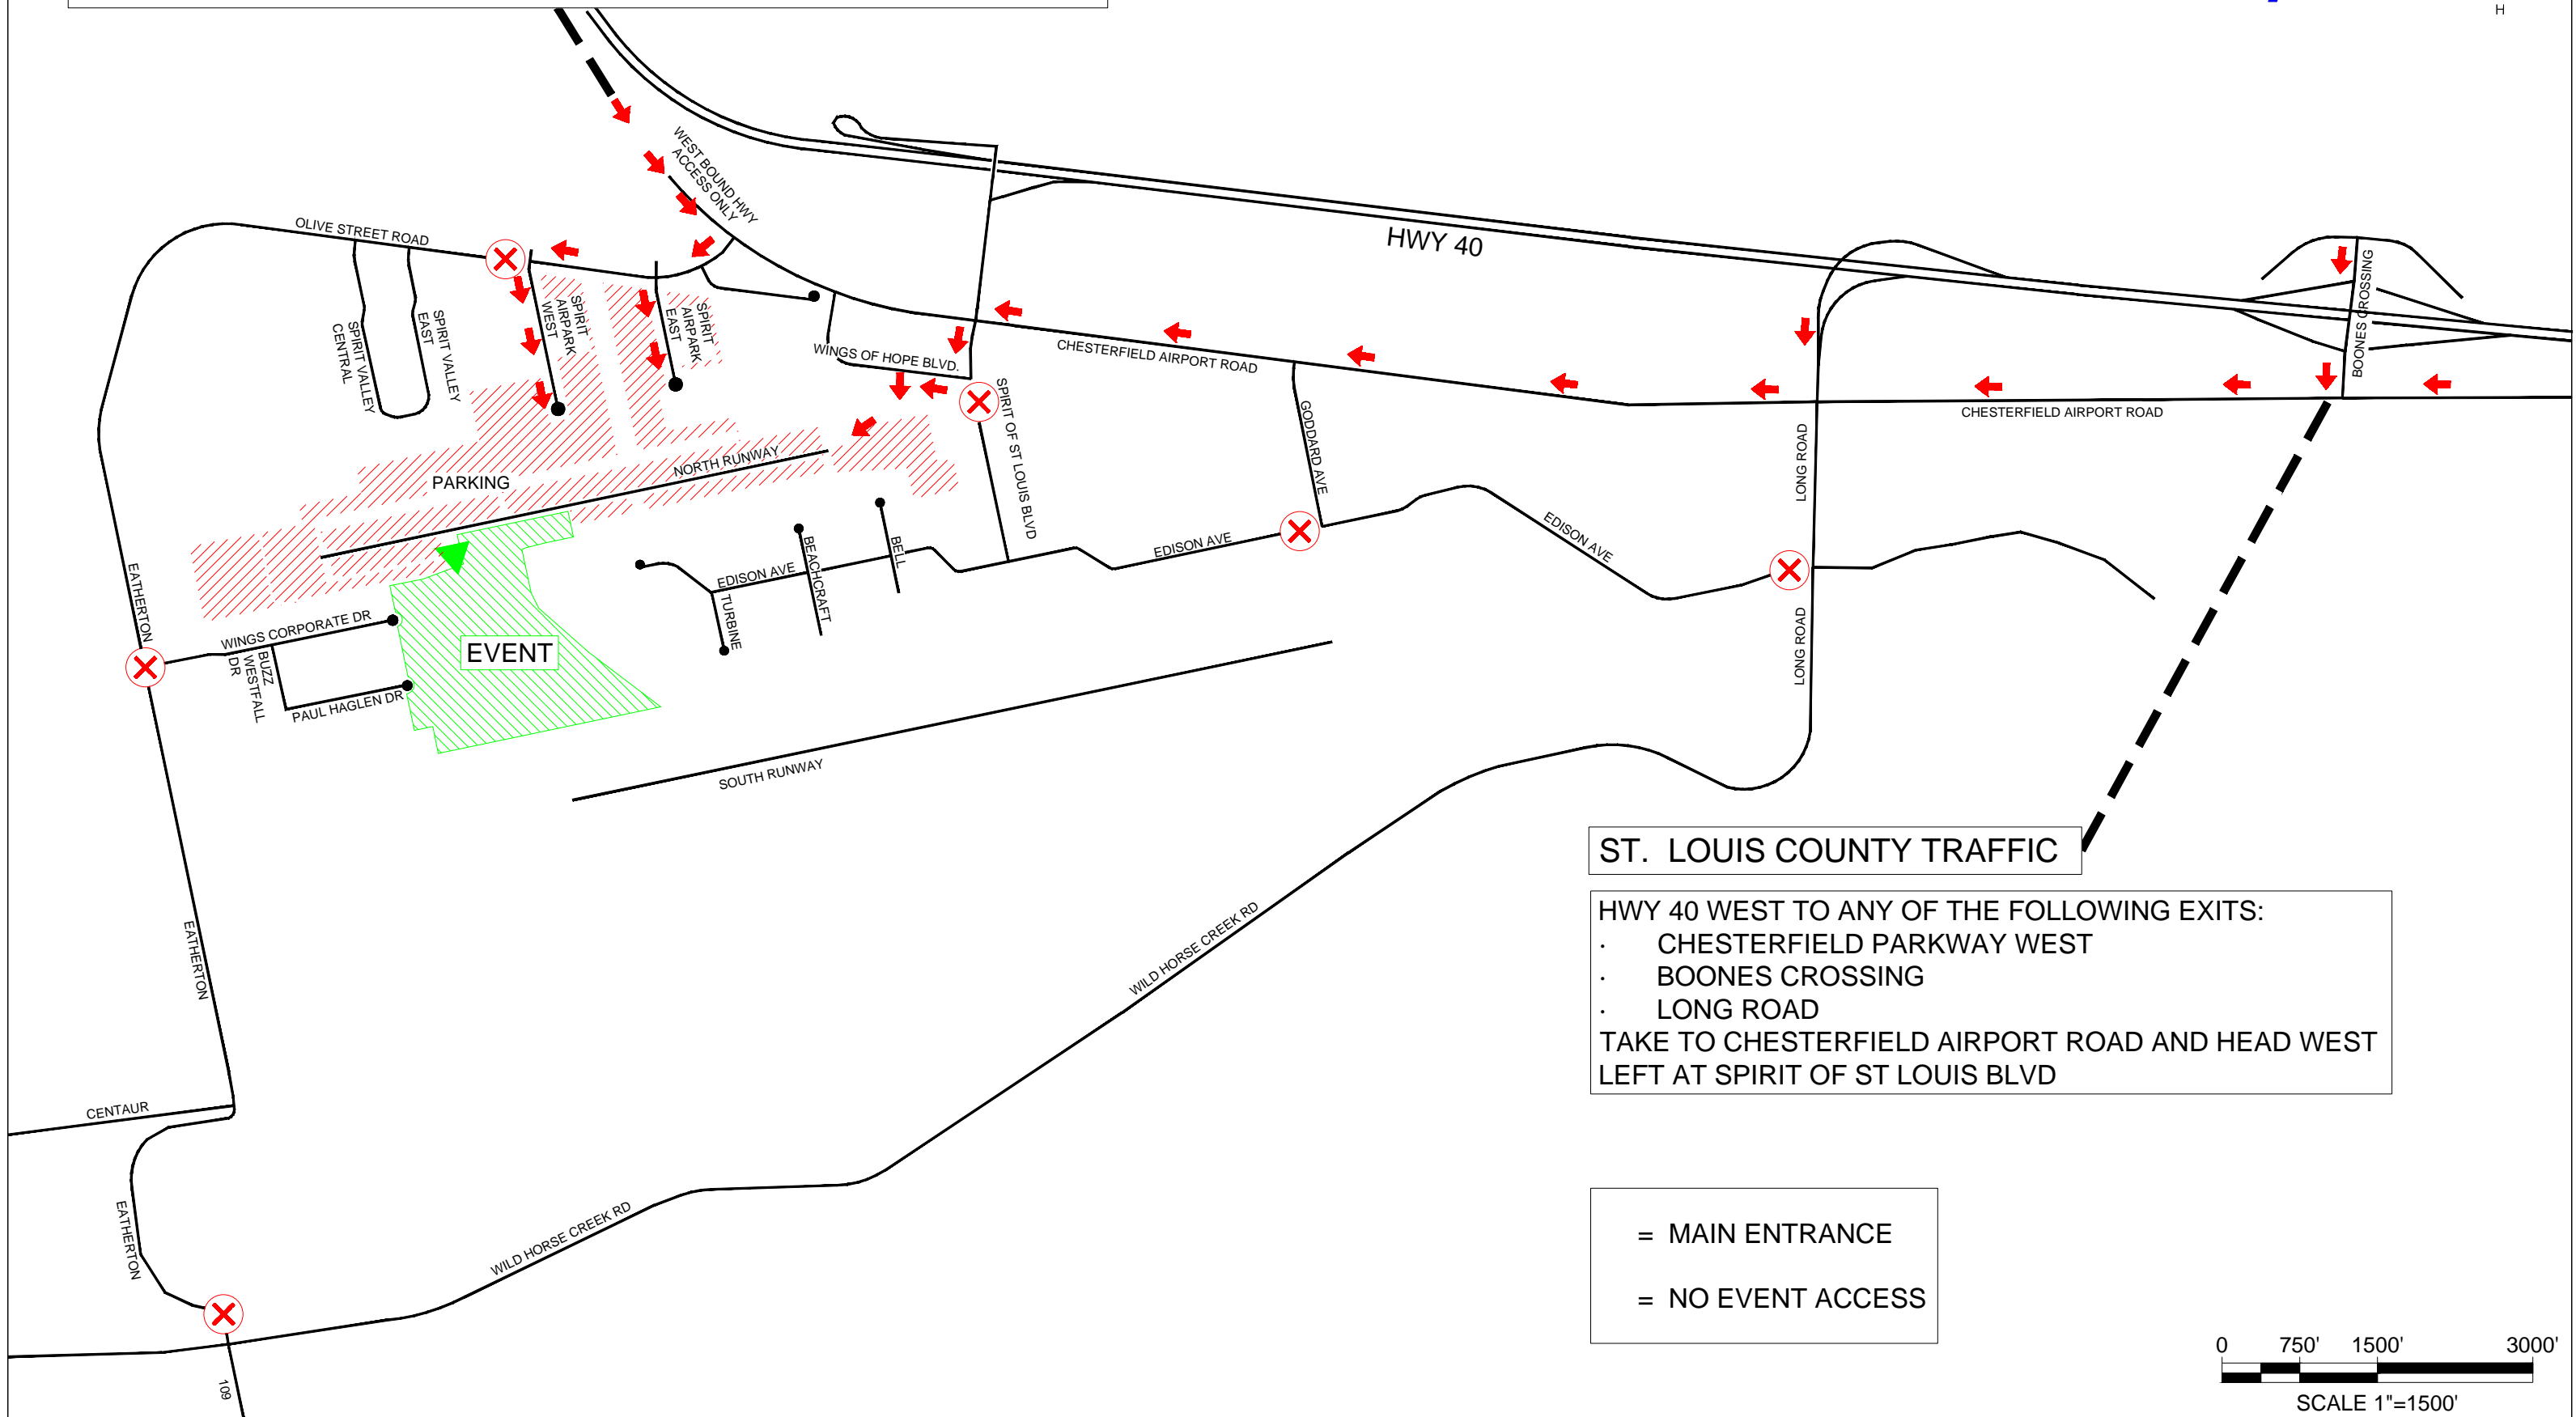 H
WEST BOUND HWY
ACCESS ONLY
OLIVE STREET ROAD
HWY 40
BOONES CROSSING
SPIRIT VALLEY
CENTRAL
SPIRIT VALLEY
EAST
SPIRIT
AIRPARK
WEST
SPIRIT
AIRPARK
EAST
WINGS OF HOPE BLVD.
CHESTERFIELD AIRPORT ROAD
CHESTERFIELD AIRPORT ROAD
SPIRIT OF ST LOUIS BLVD
GODDARD AVE
LONG ROAD
NORTH RUNWAY
PARKING
EDISON AVE
EDISON AVE
EDISON AVE
BELL
BEACHCRAFT
TURBINE
EATHERTON
WINGS CORPORATE DR
BUZZ
WESTFALL
DR
PAUL HAGLEN DR
EVENT
LONG ROAD
SOUTH RUNWAY
ST. LOUIS COUNTY TRAFFIC
HWY 40 WEST TO ANY OF THE FOLLOWING EXITS:
· CHESTERFIELD PARKWAY WEST
· BOONES CROSSING
· LONG ROAD
TAKE TO CHESTERFIELD AIRPORT ROAD AND HEAD WEST
LEFT AT SPIRIT OF ST LOUIS BLVD
EATHERTON
WILD HORSE CREEK RD
CENTAUR
EATHERTON
WILD HORSE CREEK RD
= MAIN ENTRANCE
= NO EVENT ACCESS
109
0 750' 1500' 3000'
SCALE 1"=1500'